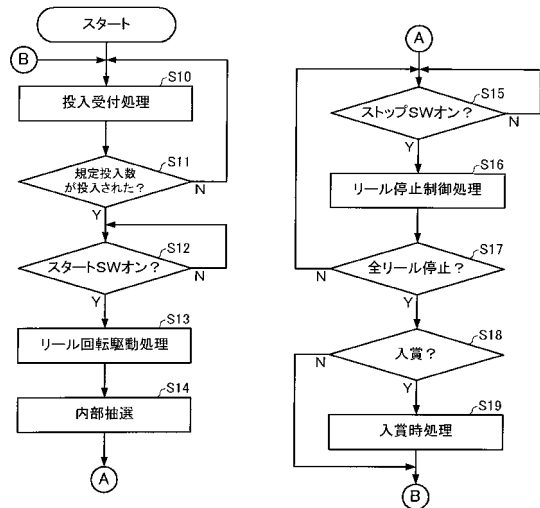 スタート
B
S10
投入受付処理
S11
規定投入数
が投入された?
N
Y
S12
スタートSWオン?
N
Y
S13
リール回転駆動処理
S14
内部抽選
A
A
S15
ストップSWオン?
N
Y
S16
リール停止制御処理
S17
全リール停止?
N
Y
S18
入賞?
N
Y
S19
入賞時処理
B